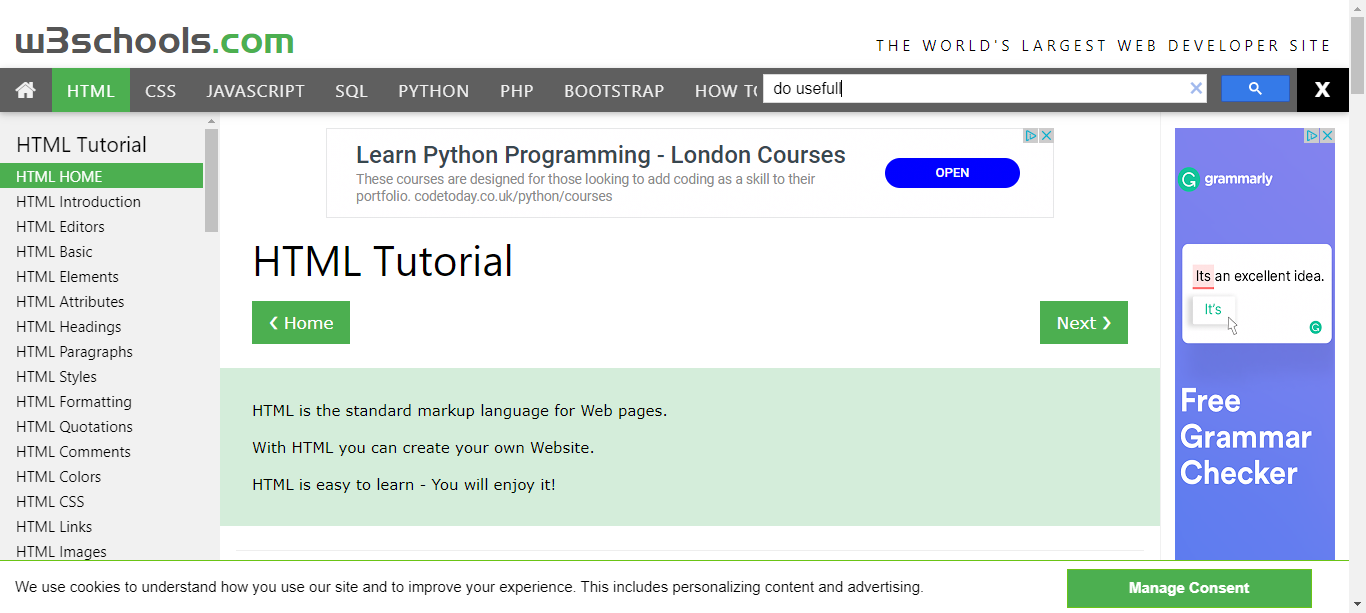 w3schools.com
THE WORLD'S LARGEST WEB DEVELOPER SITE
HTML CSS JAVASCRIPT SQL PYTHON PHP BOOTSTRAP HOW TO do usefull X
HTML Tutorial
HTML HOME
HTML Introduction
HTML Editors
HTML Basic
HTML Elements
HTML Attributes
HTML Headings
HTML Paragraphs
HTML Styles
HTML Formatting
HTML Quotations
HTML Comments
HTML Colors
HTML CSS
HTML Links
HTML Images
Learn Python Programming - London Courses
These courses are designed for those looking to add coding as a skill to their
portfolio. codetoday.co.uk/python/courses
OPEN
HTML Tutorial
❮ Home
Next ❯
HTML is the standard markup language for Web pages.
With HTML you can create your own Website.
HTML is easy to learn - You will enjoy it!
grammarly
Its an excellent idea.
It's
Free
Grammar
Checker
We use cookies to understand how you use our site and to improve your experience. This includes personalizing content and advertising.
Manage Consent